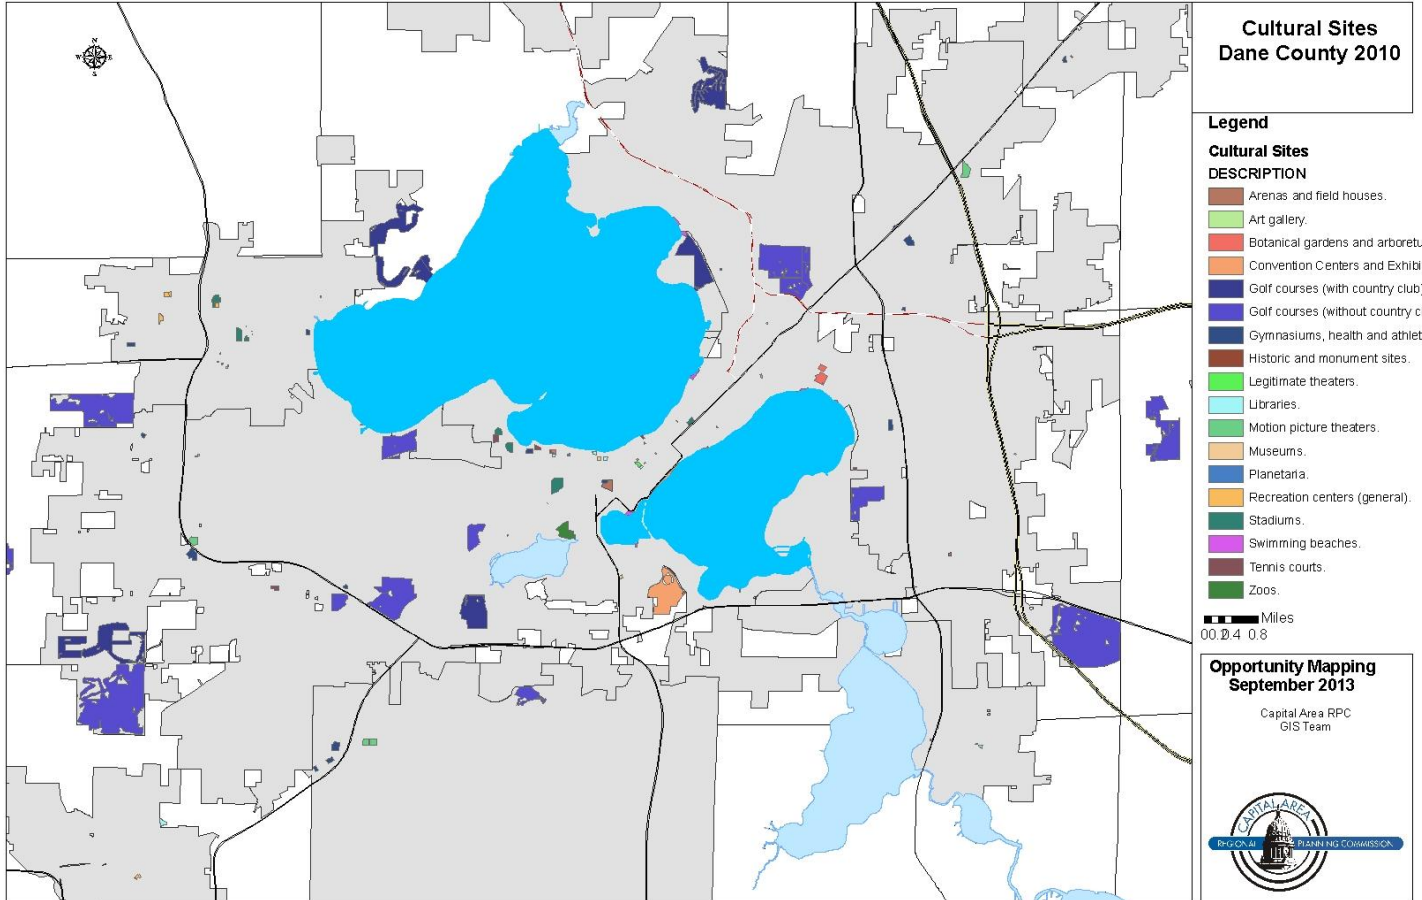 N
W E
S
Cultural Sites
Dane County 2010
Legend
Cultural Sites
DESCRIPTION
Arenas and field houses.
Art gallery.
Botanical gardens and arboretu
Convention Centers and Exhibi
Golf courses (with country club)
Golf courses (without country c
Gymnasiums, health and athlet
Historic and monument sites.
Legitimate theaters.
Libraries.
Motion picture theaters.
Museums.
Planetaria.
Recreation centers (general).
Stadiums.
Swimming beaches.
Tennis courts.
Zoos.
Miles
0.4 0.8
Opportunity Mapping
September 2013
Capital Area RPC
GIS Team
CAPITAL AREA
REGIONAL PLANNING COMMISSION